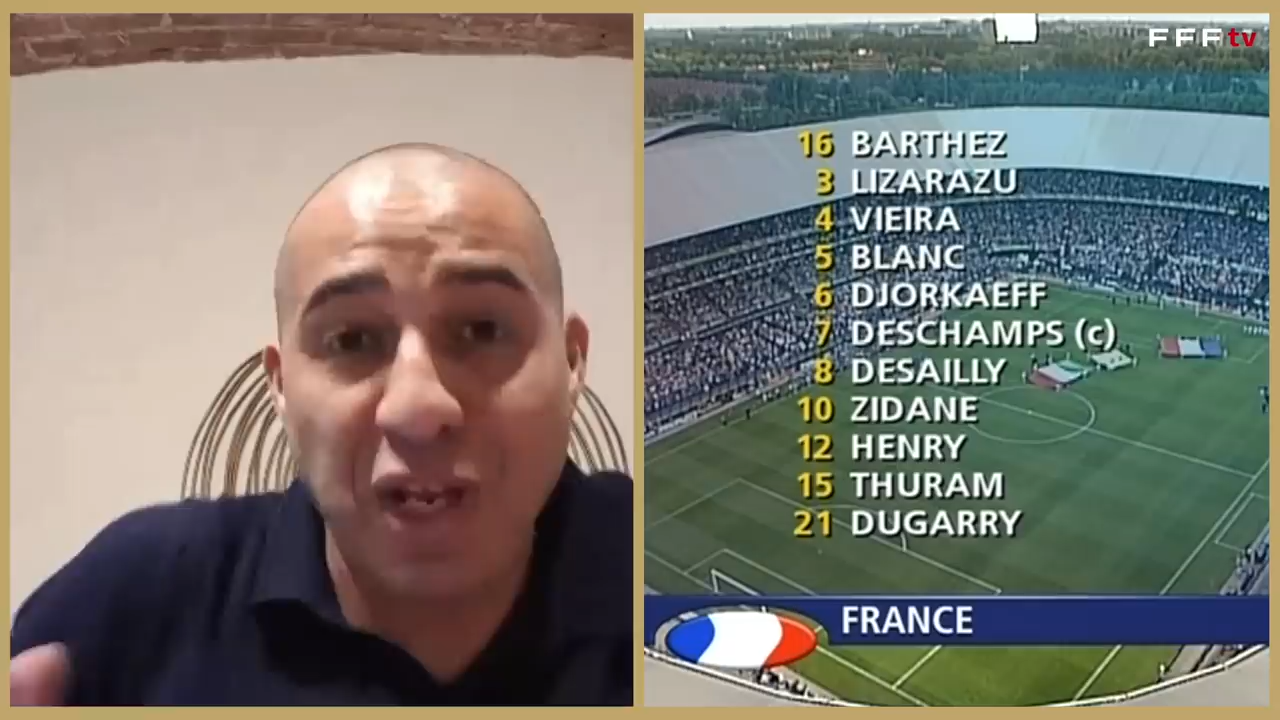 FFFtv
16 BARTHEZ
3 LIZARAZU
4 VIEIRA
5 BLANC
6 DJORKAEFF
7 DESCHAMPS (c)
8 DESAILLY
10 ZIDANE
12 HENRY
15 THURAM
21 DUGARRY
FRANCE